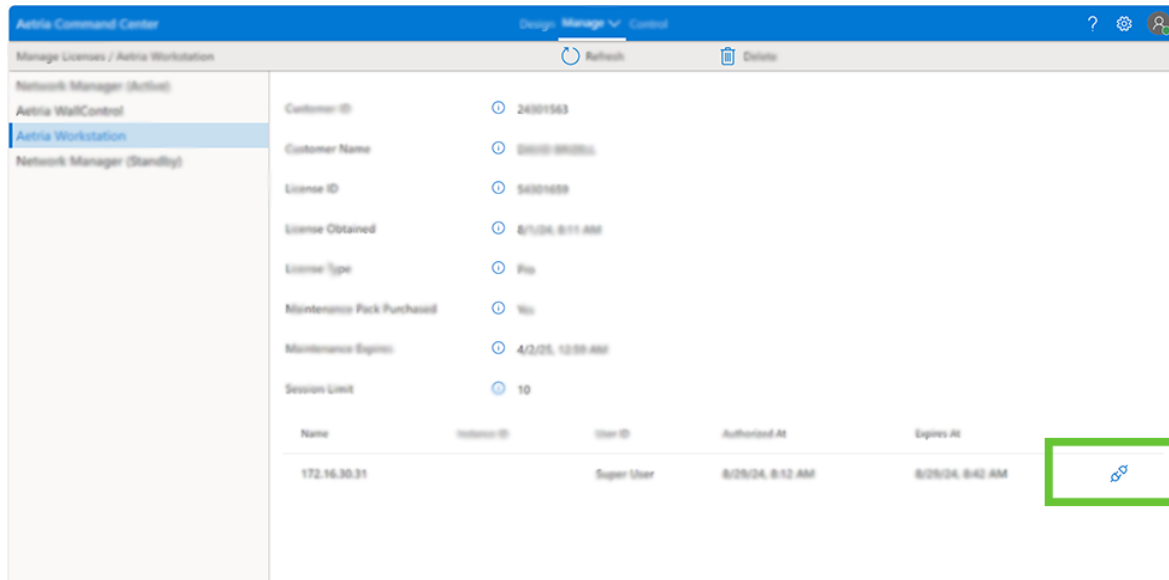 Aetria Command Center Design Manage Control ?
Manage Licenses / Aetria Workstation Refresh Delete
Network Manager (Active)
Aetria WallControl
Aetria Workstation
Network Manager (Standby)
Customer ID 24301563
Customer Name
License ID 54301659
License Obtained 8/1/24, 8:11 AM
License Type Pro
Maintenance Pack Purchased Yes
Maintenance Expires 4/2/25, 12:59 AM
Session Limit 10
Name Instance ID User ID Authorized At Expires At
172.16.30.31 Super User 8/29/24, 8:12 AM 8/29/24, 8:42 AM